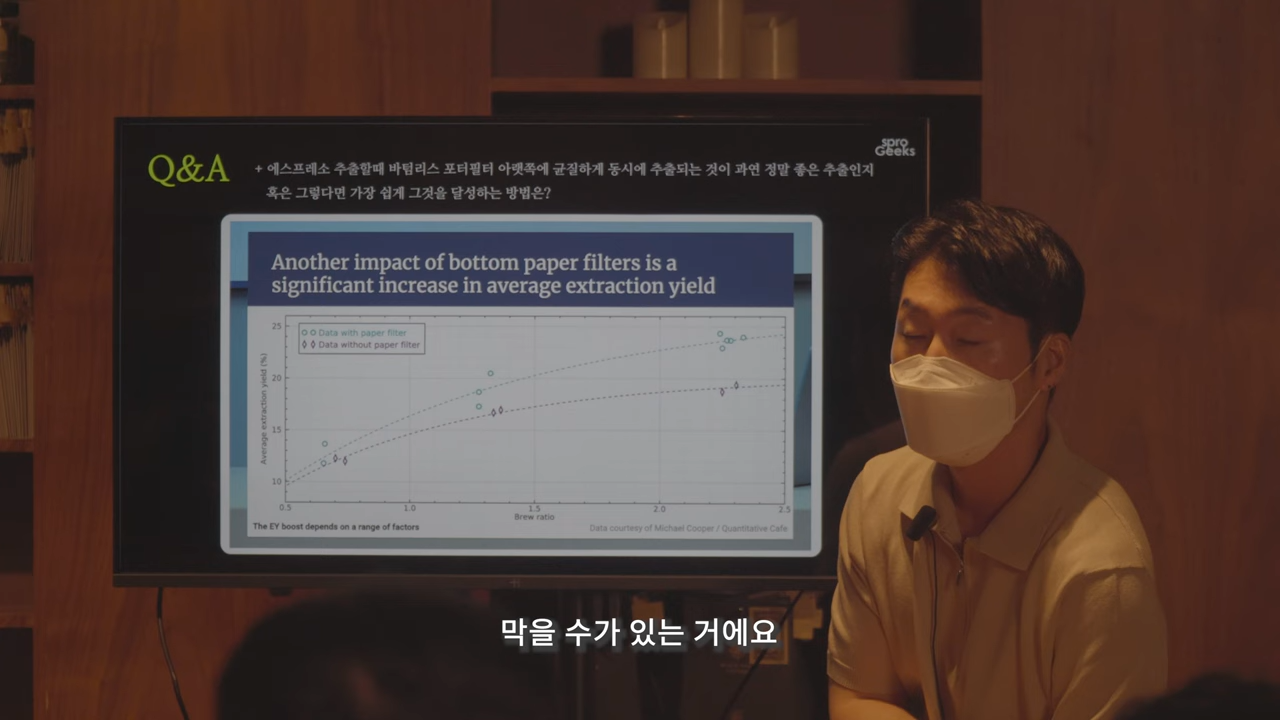 Q&A
+ 에스프레소 추출할때 바텀리스 포터필터 아랫쪽에 균질하게 동시에 추출되는 것이 과연 정말 좋은 추출인지
혹은 그렇다면 가장 쉽게 그것을 달성하는 방법은?
spro
Geeks
Another impact of bottom paper filters is a
significant increase in average extraction yield
Data with paper filter
Data without paper filter
Average extraction yield (%)
25
20
15
10
0.5
1.0
1.5
2.0
2.5
Brew ratio
The EY boost depends on a range of factors
Data courtesy of Michael Cooper / Quantitative Cafe
막을 수가 있는 거에요